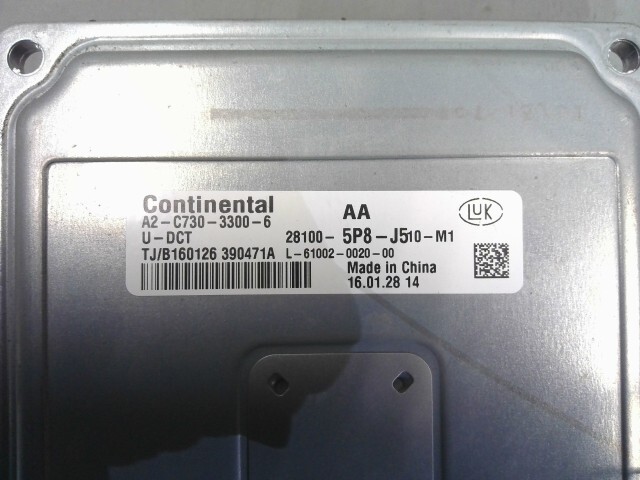 Continental AA LUK
A2-C730-3300-6
U-DCT 28100-5P8-J510-M1
TJ/B160126 390471A L-61002-0020-00
Made in China
16.01.28 14